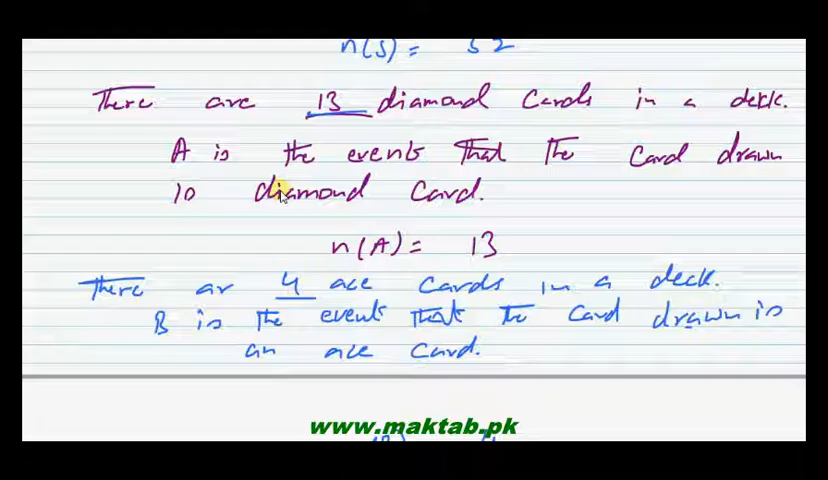 n(S) = 52
There are 13 diamond Cards in a deck.
A is the events that the Card drawn
is diamond Card.
n(A) = 13
There ar 4 ace Cards in a deck.
B is the events that the Card drawn is
an ace Card.
www.maktab.pk